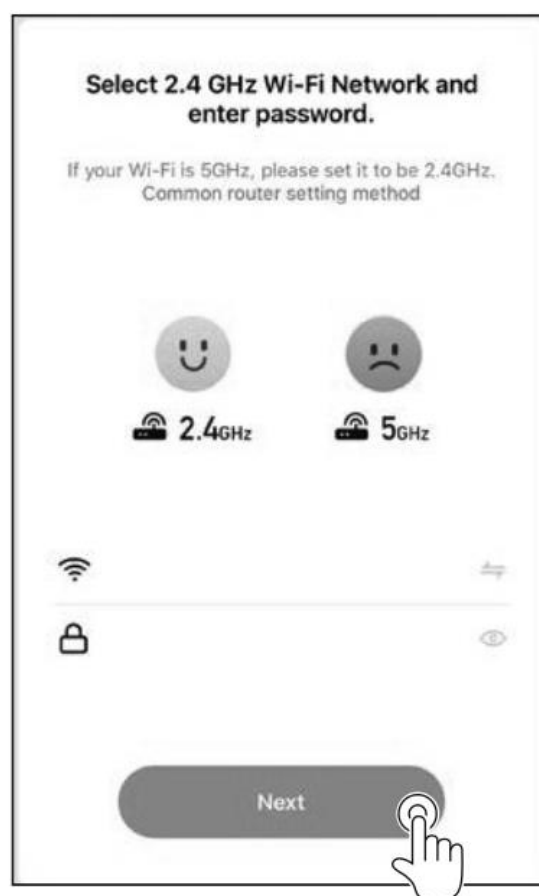 Select 2.4 GHz Wi-Fi Network and
enter password.
If your Wi-Fi is 5GHz, please set it to be 2.4GHz.
Common router setting method
2.4GHz
5GHz
Next